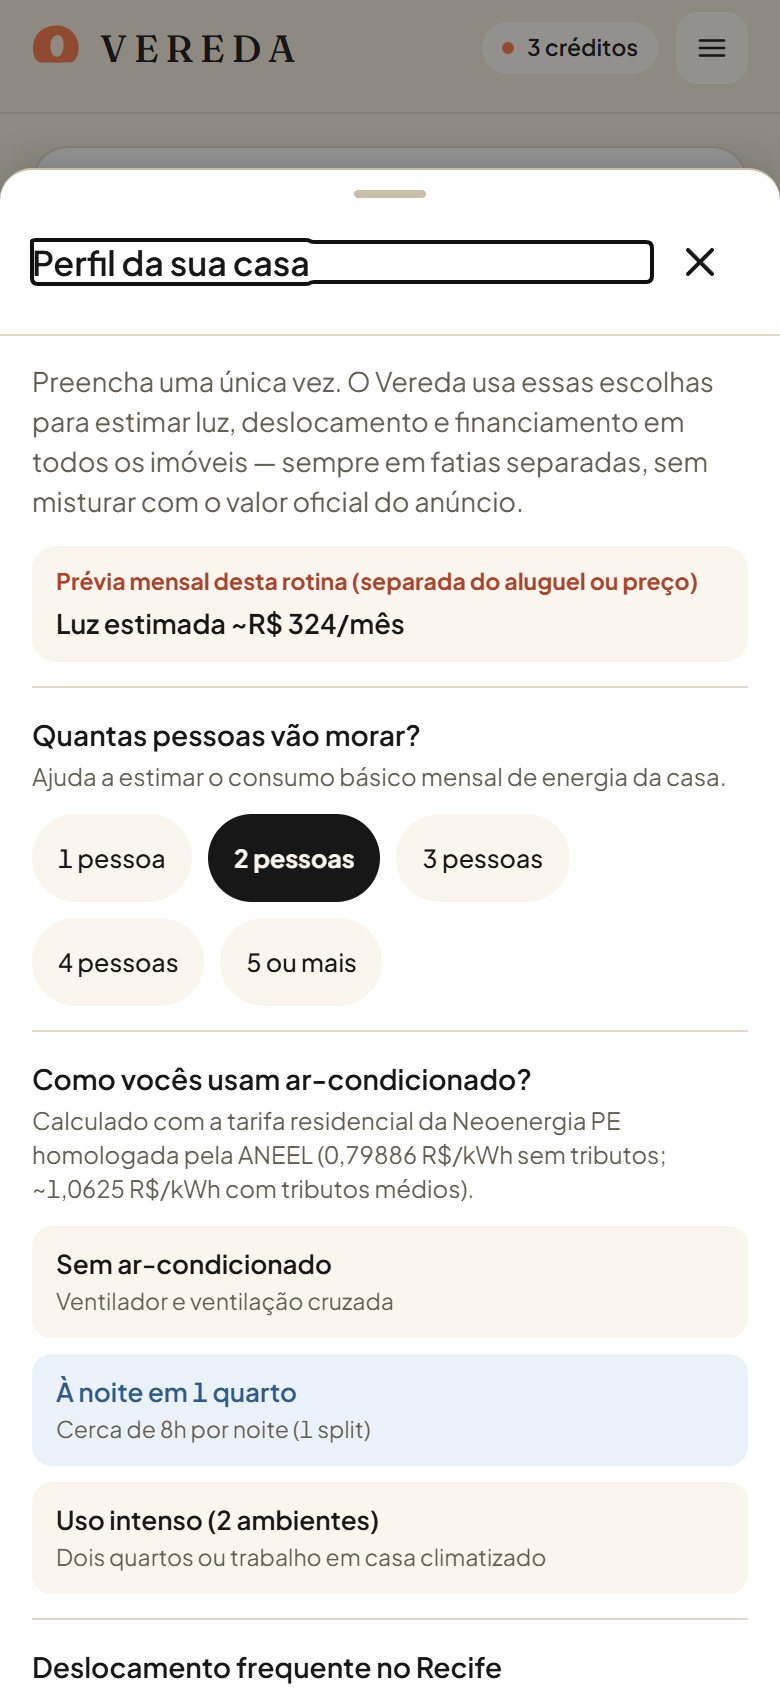 VEREDA
3 créditos
Perfil da sua casa
Preencha uma única vez. O Vereda usa essas escolhas
para estimar luz, deslocamento e financiamento em
todos os imóveis — sempre em fatias separadas, sem
misturar com o valor oficial do anúncio.
Prévia mensal desta rotina (separada do aluguel ou preço)
Luz estimada ~R$ 324/mês
Quantas pessoas vão morar?
Ajuda a estimar o consumo básico mensal de energia da casa.
1 pessoa
2 pessoas
3 pessoas
4 pessoas
5 ou mais
Como vocês usam ar-condicionado?
Calculado com a tarifa residencial da Neoenergia PE
homologada pela ANEEL (0,79886 R$/kWh sem tributos;
~1,0625 R$/kWh com tributos médios).
Sem ar-condicionado
Ventilador e ventilação cruzada
À noite em 1 quarto
Cerca de 8h por noite (1 split)
Uso intenso (2 ambientes)
Dois quartos ou trabalho em casa climatizado
Deslocamento frequente no Recife